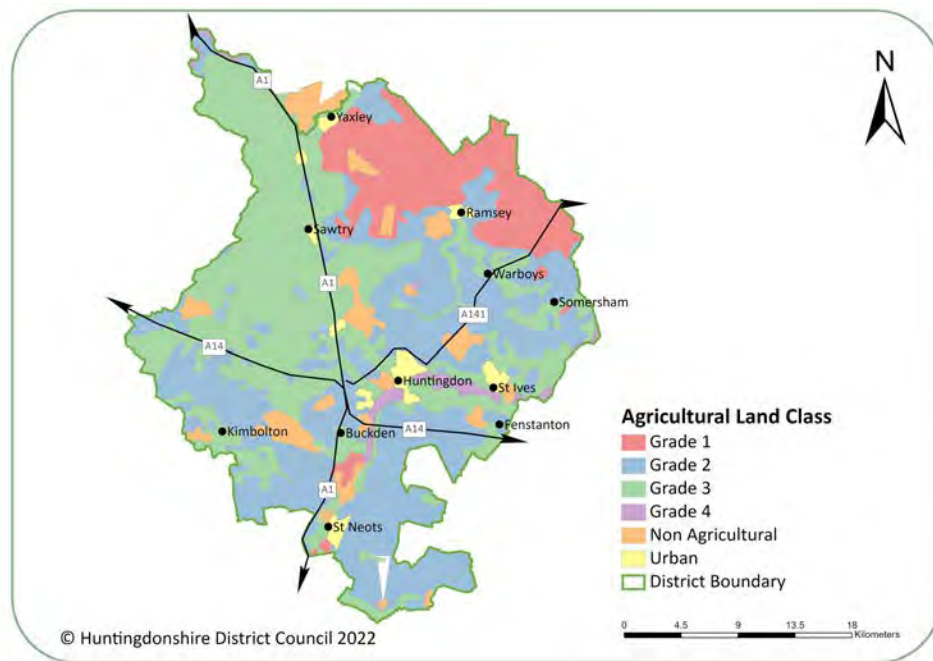 N
A1
Yaxley
Ramsey
Sawtry
Warboys
A1
Somersham
A141
A14
Huntingdon
St Ives
Kimbolton
Buckden
A14
Fenstanton
A1
St Neots
Agricultural Land Class
Grade 1
Grade 2
Grade 3
Grade 4
Non Agricultural
Urban
District Boundary
0 4.5 9 13.5 18
Kilometers
© Huntingdonshire District Council 2022